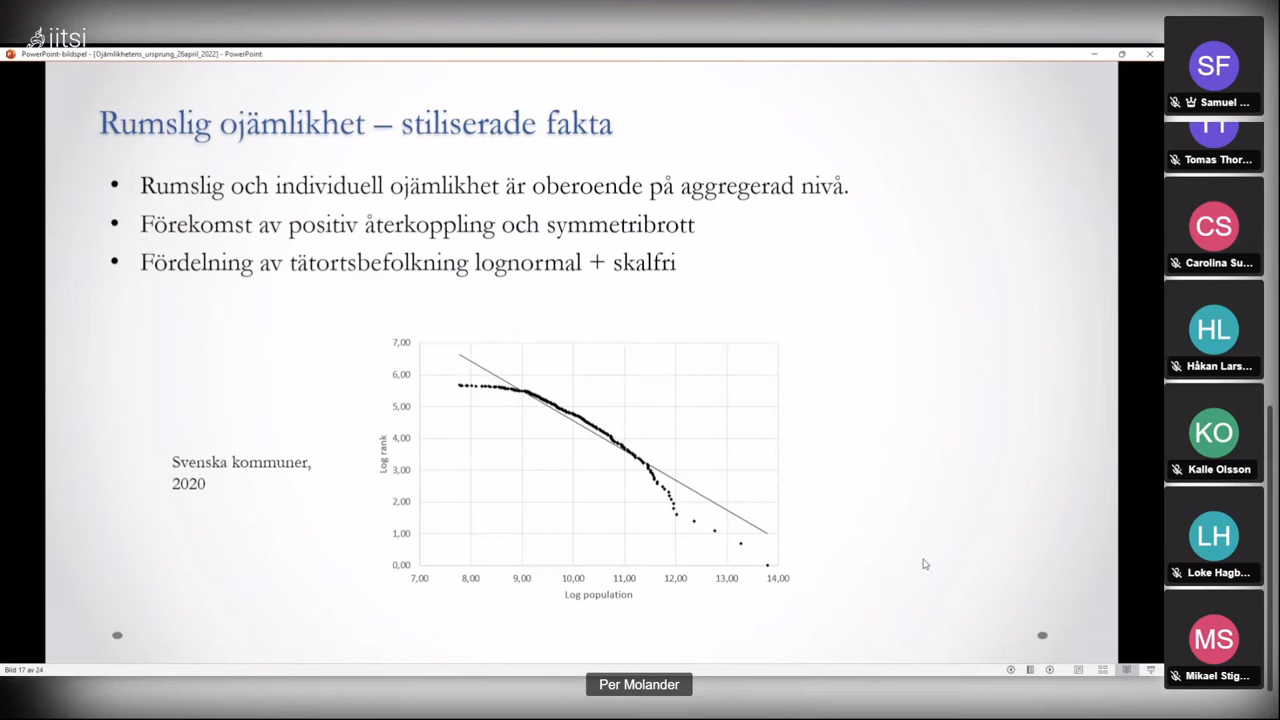 jitsi
PowerPoint-bildspel - [Ojämlikhetens_ursprung_26april_2022] - PowerPoint
Rumslig ojämlikhet – stiliserade fakta
• Rumslig och individuell ojämlikhet är oberoende på aggregerad nivå.
• Förekomst av positiv återkoppling och symmetribrott
• Fördelning av tätortsbefolkning lognormal + skalfri
Svenska kommuner,
2020
Log rank
7,00
6,00
5,00
4,00
3,00
2,00
1,00
0,00
7,00 8,00 9,00 10,00 11,00 12,00 13,00 14,00
Log population
Bild 17 av 24
Per Molander
SF
Samuel ...
TT
Tomas Thor...
CS
Carolina Su...
HL
Håkan Lars...
KO
Kalle Olsson
LH
Loke Hagb...
MS
Mikael Stig...